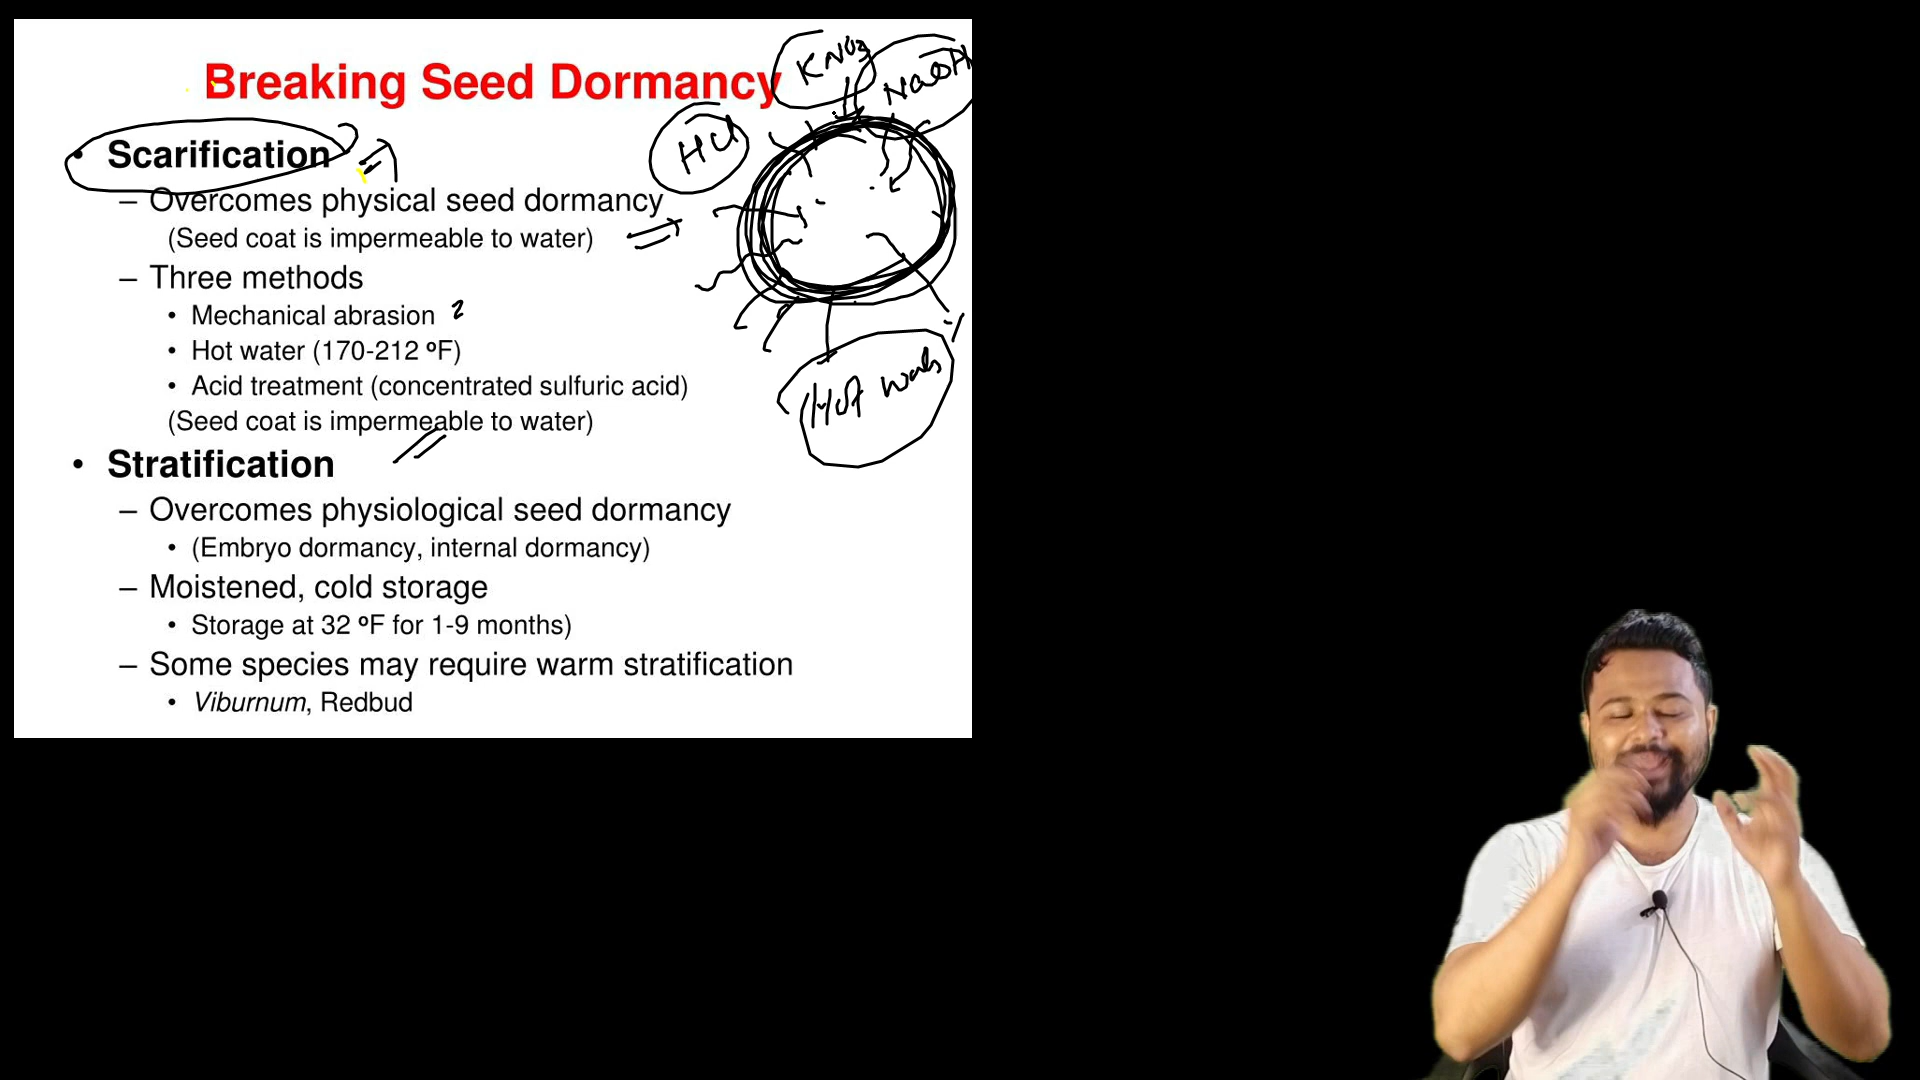 Breaking Seed Dormancy
KNO3
NaOH
HCl
• Scarification
– Overcomes physical seed dormancy
(Seed coat is impermeable to water)
– Three methods
• Mechanical abrasion
• Hot water (170-212 ºF)
• Acid treatment (concentrated sulfuric acid)
(Seed coat is impermeable to water)
Hot
• Stratification
– Overcomes physiological seed dormancy
• (Embryo dormancy, internal dormancy)
– Moistened, cold storage
• Storage at 32 ºF for 1-9 months)
– Some species may require warm stratification
• Viburnum, Redbud